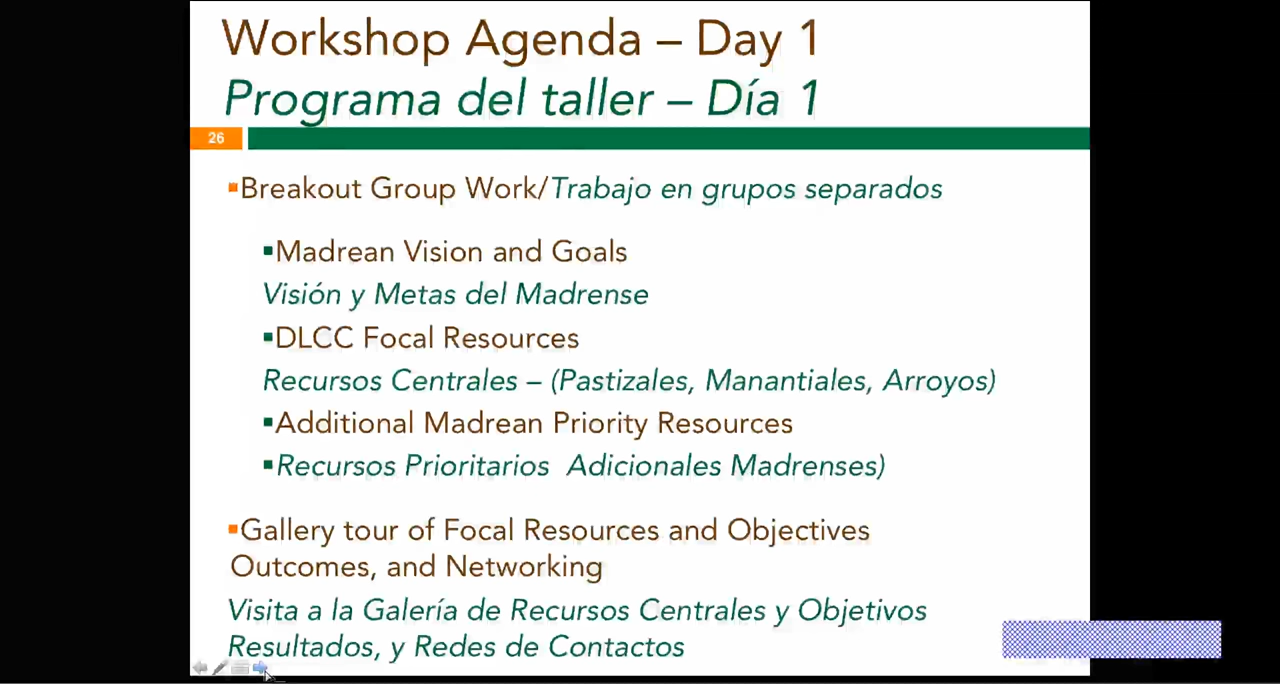 Workshop Agenda – Day 1
Programa del taller – Día 1
26
▪Breakout Group Work/Trabajo en grupos separados
▪Madrean Vision and Goals
Visión y Metas del Madrense
▪DLCC Focal Resources
Recursos Centrales – (Pastizales, Manantiales, Arroyos)
▪Additional Madrean Priority Resources
▪Recursos Prioritarios  Adicionales Madrenses)
▪Gallery tour of Focal Resources and Objectives
Outcomes, and Networking
Visita a la Galería de Recursos Centrales y Objetivos
Resultados, y Redes de Contactos